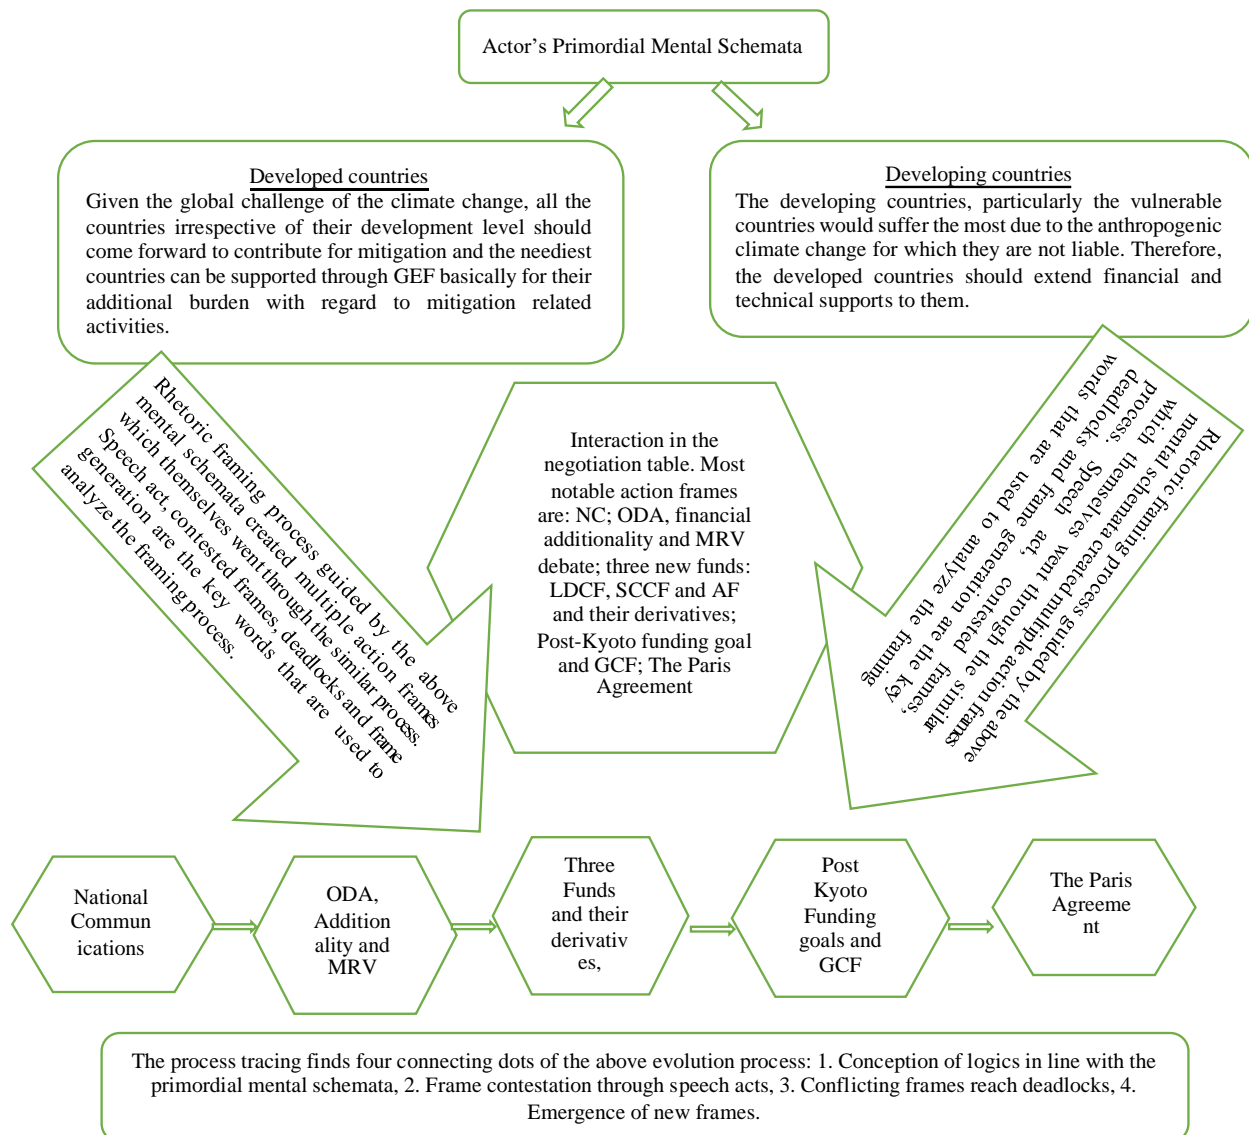 Actor’s Primordial Mental Schemata
Developed countries
Given the global challenge of the climate change, all the
countries irrespective of their development level should
come forward to contribute for mitigation and the neediest
countries can be supported through GEF basically for their
additional burden with regard to mitigation related
activities.
Developing countries
The developing countries, particularly the vulnerable
countries would suffer the most due to the anthropogenic
climate change for which they are not liable. Therefore,
the developed countries should extend financial and
technical supports to them.
Rhetoric framing process guided by the above
mental schemata created multiple action frames
which themselves went through the similar process.
Speech act, contested frames, deadlocks and frame
generation are the key words that are used to
analyze the framing process.
Interaction in the
negotiation table. Most
notable action frames
are: NC; ODA, financial
additionality and MRV
debate; three new funds:
LDCF, SCCF and AF
and their derivatives;
Post-Kyoto funding goal
and GCF; The Paris
Agreement
Rhetoric framing process guided by the above
mental schemata created multiple action frames
which themselves went through the similar
process. Speech act, contested frames,
deadlocks and frame generation are the key
words that are used to analyze the framing
National
Commun
ications
ODA,
Addition
ality and
MRV
Three
Funds
and their
derivativ
es,
Post
Kyoto
Funding
goals and
GCF
The Paris
Agreeme
nt
The process tracing finds four connecting dots of the above evolution process: 1. Conception of logics in line with the
primordial mental schemata, 2. Frame contestation through speech acts, 3. Conflicting frames reach deadlocks, 4.
Emergence of new frames.